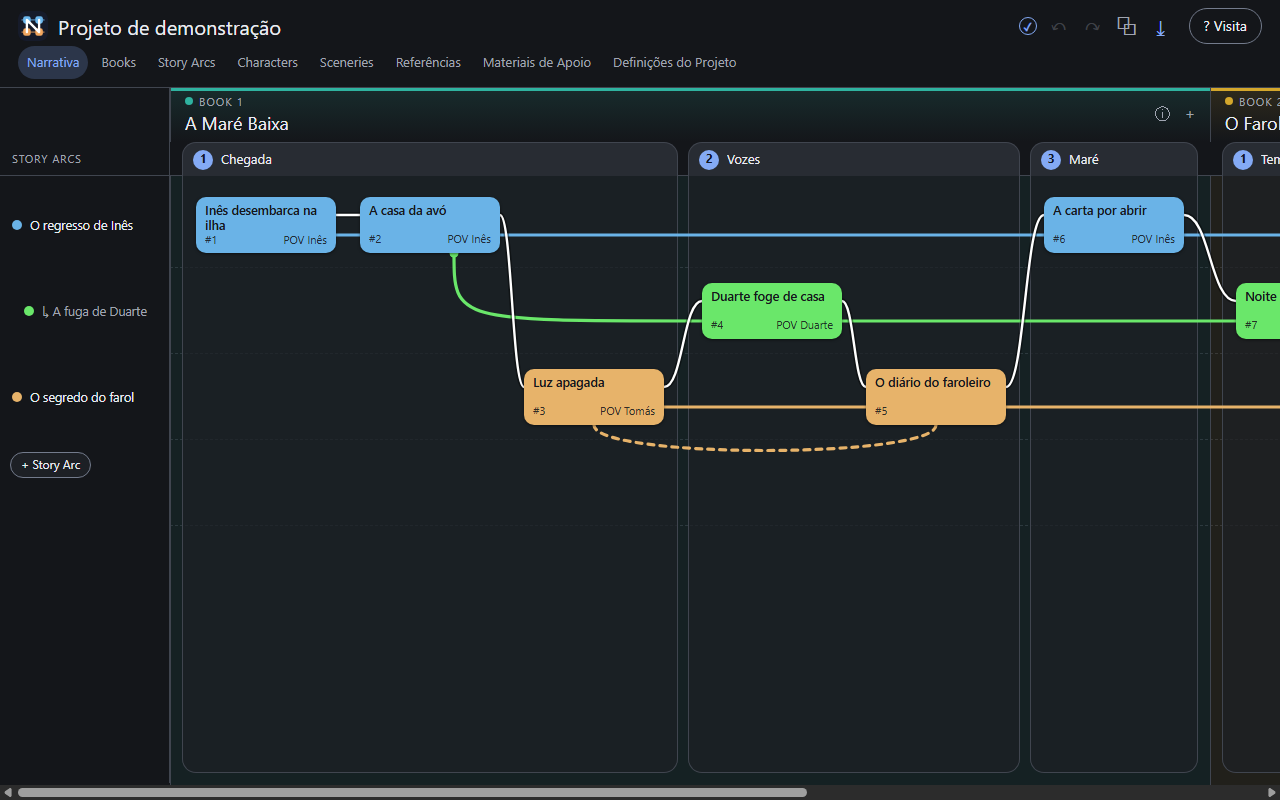 Projeto de demonstração
? Visita
Narrativa
Books
Story Arcs
Characters
Sceneries
Referências
Materiais de Apoio
Definições do Projeto
BOOK 1
A Maré Baixa
+
BOOK 2
O Farol
STORY ARCS
1 Chegada
2 Vozes
3 Maré
1
O regresso de Inês
Inês desembarca na
ilha
#1 POV Inês
A casa da avó
#2 POV Inês
A carta por abrir
#6 POV Inês
↳ A fuga de Duarte
Duarte foge de casa
#4 POV Duarte
Noite
#7
O segredo do farol
Luz apagada
#3 POV Tomás
O diário do faroleiro
#5
+ Story Arc